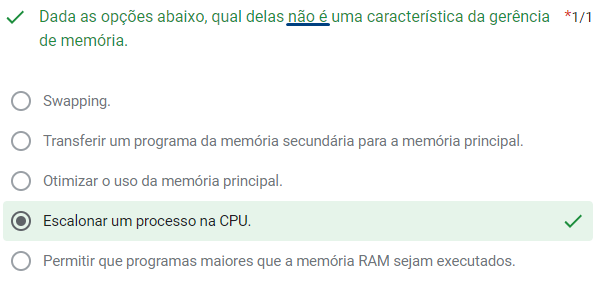 Dada as opções abaixo, qual delas não é uma característica da gerência *1/1
de memória.
Swapping.
Transferir um programa da memória secundária para a memória principal.
Otimizar o uso da memória principal.
Escalonar um processo na CPU.
Permitir que programas maiores que a memória RAM sejam executados.